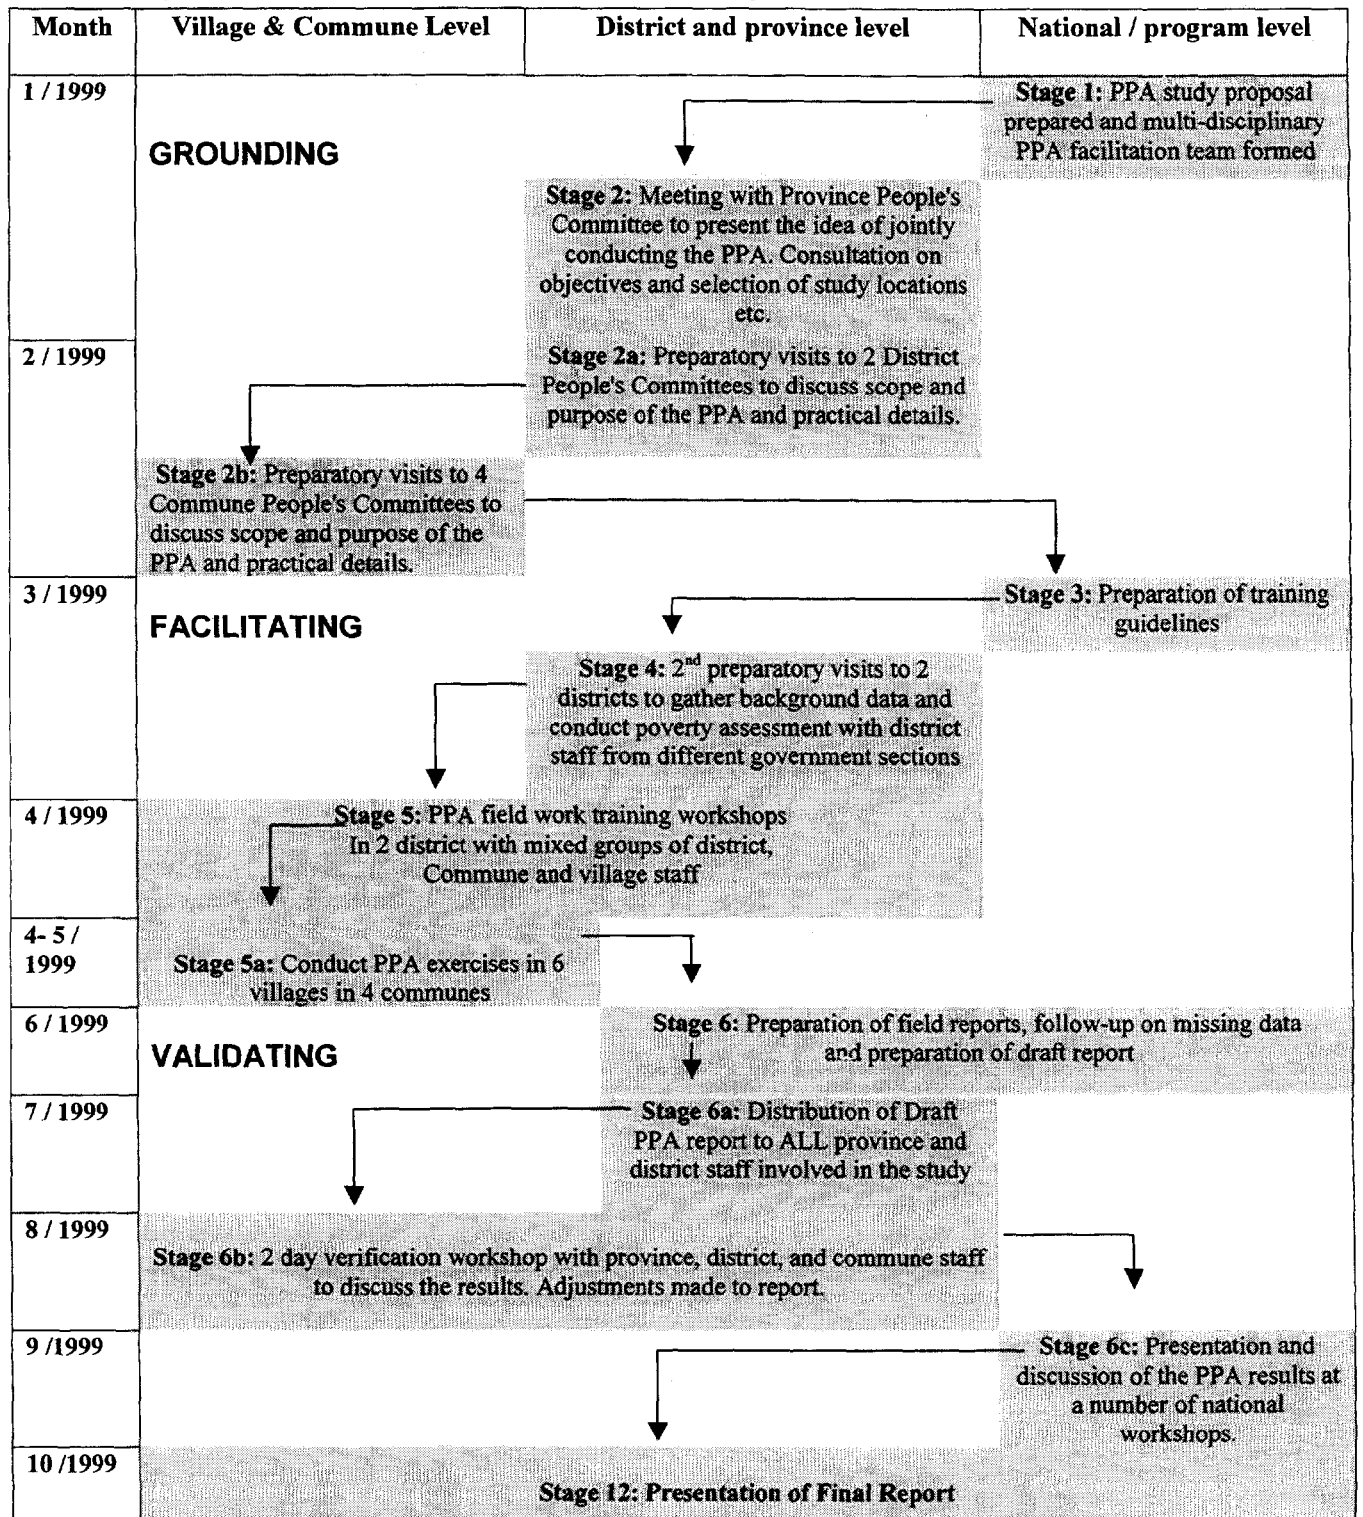 Month
Village & Commune Level
District and province level
National / program level
1 / 1999
Stage 1: PPA study proposal
prepared and multi-disciplinary
PPA facilitation team formed
GROUNDING
Stage 2: Meeting with Province People's
Committee to present the idea of jointly
conducting the PPA. Consultation on
objectives and selection of study locations
etc.
2 / 1999
Stage 2a: Preparatory visits to 2 District
People's Committees to discuss scope and
purpose of the PPA and practical details.
Stage 2b: Preparatory visits to 4
Commune People's Committees to
discuss scope and purpose of the
PPA and practical details.
3 / 1999
Stage 3: Preparation of training
guidelines
FACILITATING
Stage 4: 2nd preparatory visits to 2
districts to gather background data and
conduct poverty assessment with district
staff from different government sections
4 / 1999
Stage 5: PPA field work training workshops
In 2 district with mixed groups of district,
Commune and village staff
4- 5 /
1999
Stage 5a: Conduct PPA exercises in 6
villages in 4 communes
6 / 1999
Stage 6: Preparation of field reports, follow-up on missing data
and preparation of draft report
VALIDATING
7 / 1999
Stage 6a: Distribution of Draft
PPA report to ALL province and
district staff involved in the study
8 / 1999
Stage 6b: 2 day verification workshop with province, district, and commune staff
to discuss the results. Adjustments made to report.
9 /1999
Stage 6c: Presentation and
discussion of the PPA results at
a number of national
workshops.
10 /1999
Stage 12: Presentation of Final Report